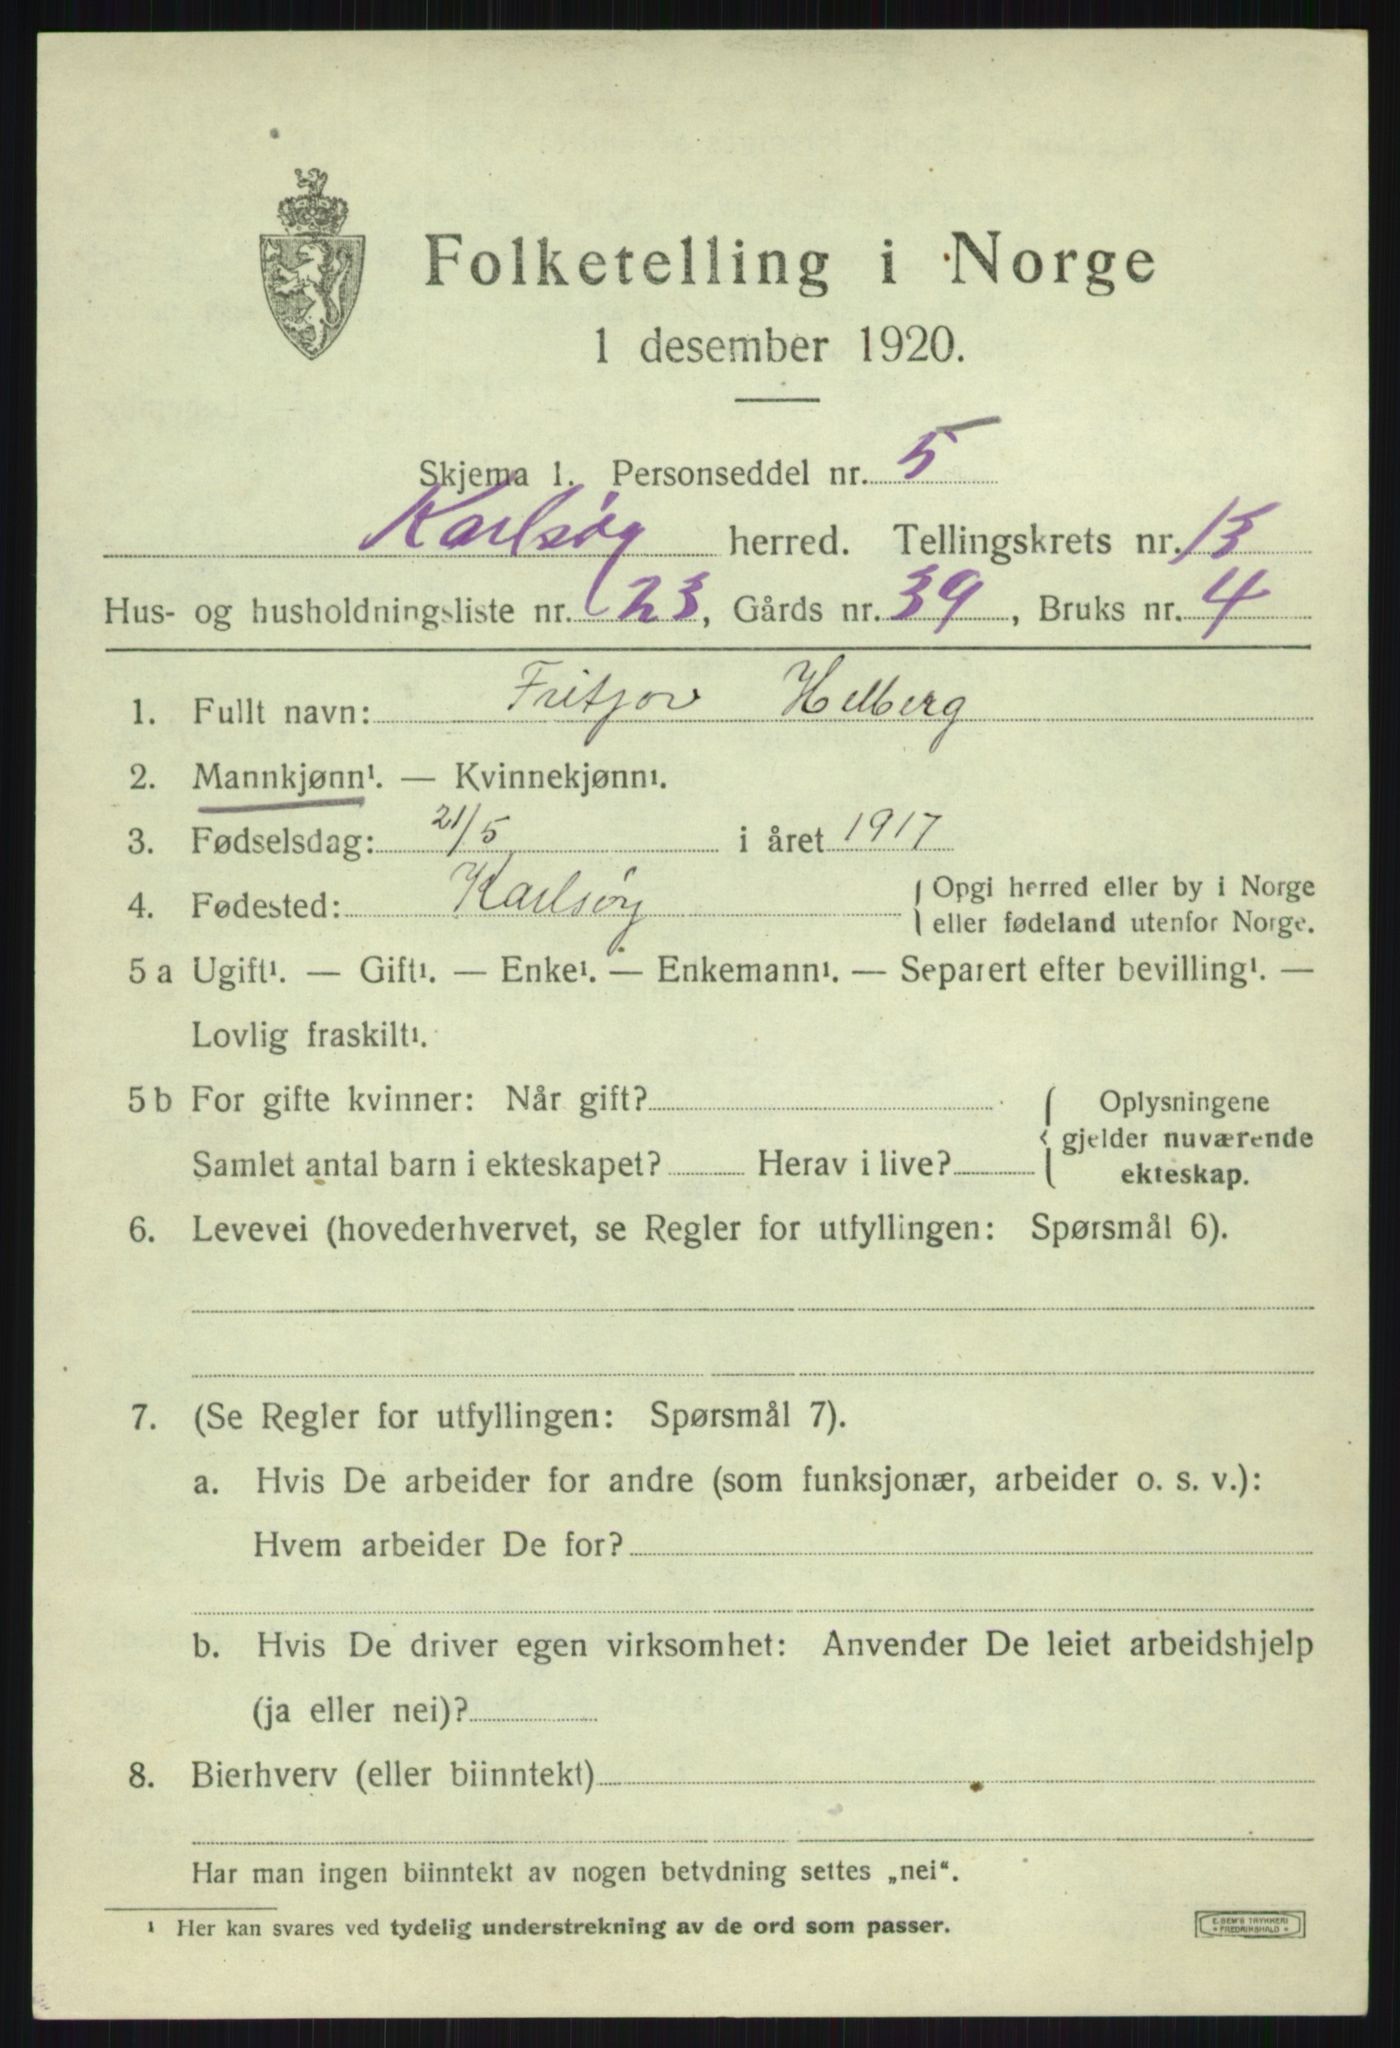 Folketelling i Norge
1 desember 1920.
Skjema 1. Personseddel nr. 5
Karlsøy herred. Tellingskrets nr. 13
Hus- og husholdningsliste nr. 23, Gårds nr. 39, Bruks nr. 4
1. Fullt navn: Fritjov Helberg
2. Mannkjønn¹. — Kvinnekjønn¹.
3. Fødselsdag: 21/5 i året 1917
4. Fødested: Karlsøy { Opgi herred eller by i Norge
eller fødeland utenfor Norge.
5 a Ugift¹. — Gift¹. — Enke¹. — Enkemann¹. — Separert efter bevilling¹. —
Lovlig fraskilt¹.
5 b For gifte kvinner: Når gift?
Samlet antal barn i ekteskapet? Herav i live?
{ Oplysningene
gjelder nuværende
ekteskap.
6. Levevei (hovederhvervet, se Regler for utfyllingen: Spørsmål 6).
7. (Se Regler for utfyllingen: Spørsmål 7).
a. Hvis De arbeider for andre (som funksjonær, arbeider o. s. v.):
Hvem arbeider De for?
b. Hvis De driver egen virksomhet: Anvender De leiet arbeidshjelp
(ja eller nei)?
8. Bierhverv (eller biinntekt)
Har man ingen biinntekt av nogen betydning settes „nei“.
¹ Her kan svares ved tydelig understrekning av de ord som passer.
E. SEM'S TRYKKERI
FREDRIKSHALD